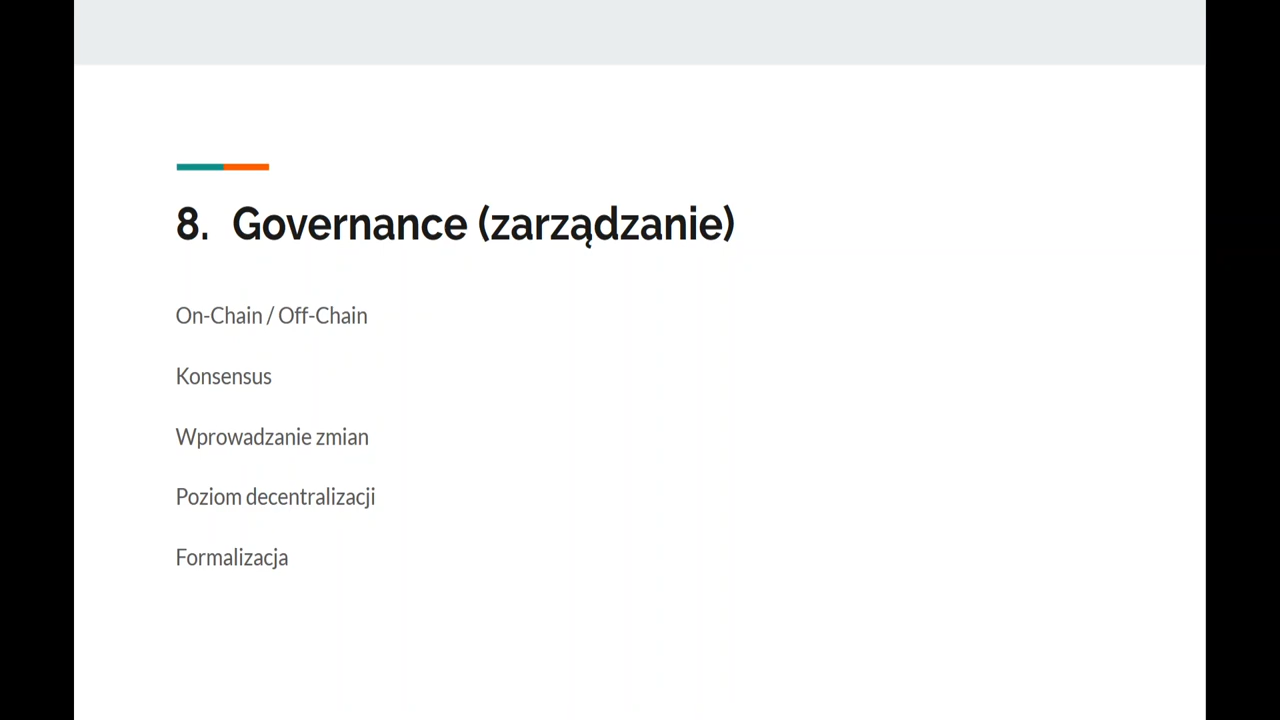 8. Governance (zarządzanie)
On-Chain / Off-Chain
Konsensus
Wprowadzanie zmian
Poziom decentralizacji
Formalizacja